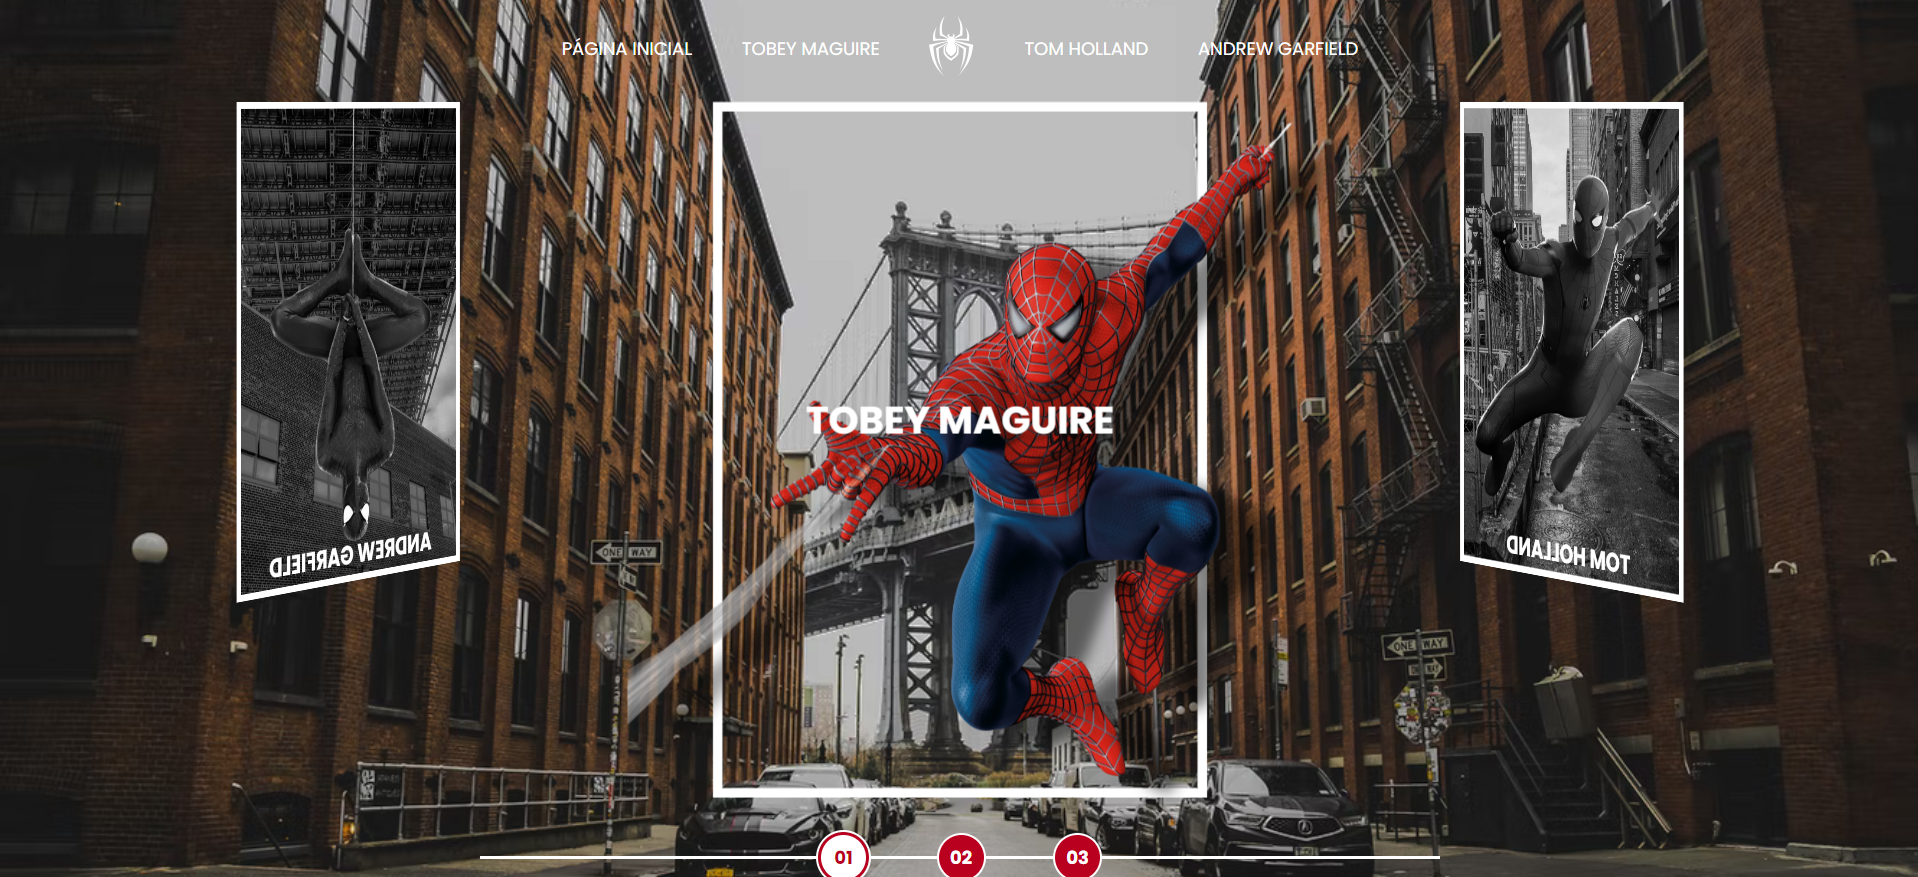 PÁGINA INICIAL
TOBEY MAGUIRE
TOM HOLLAND
ANDREW GARFIELD
TOBEY MAGUIRE
ANDREW GARFIELD
TOM HOLLAND
ONE WAY
ONE WAY
01
02
03